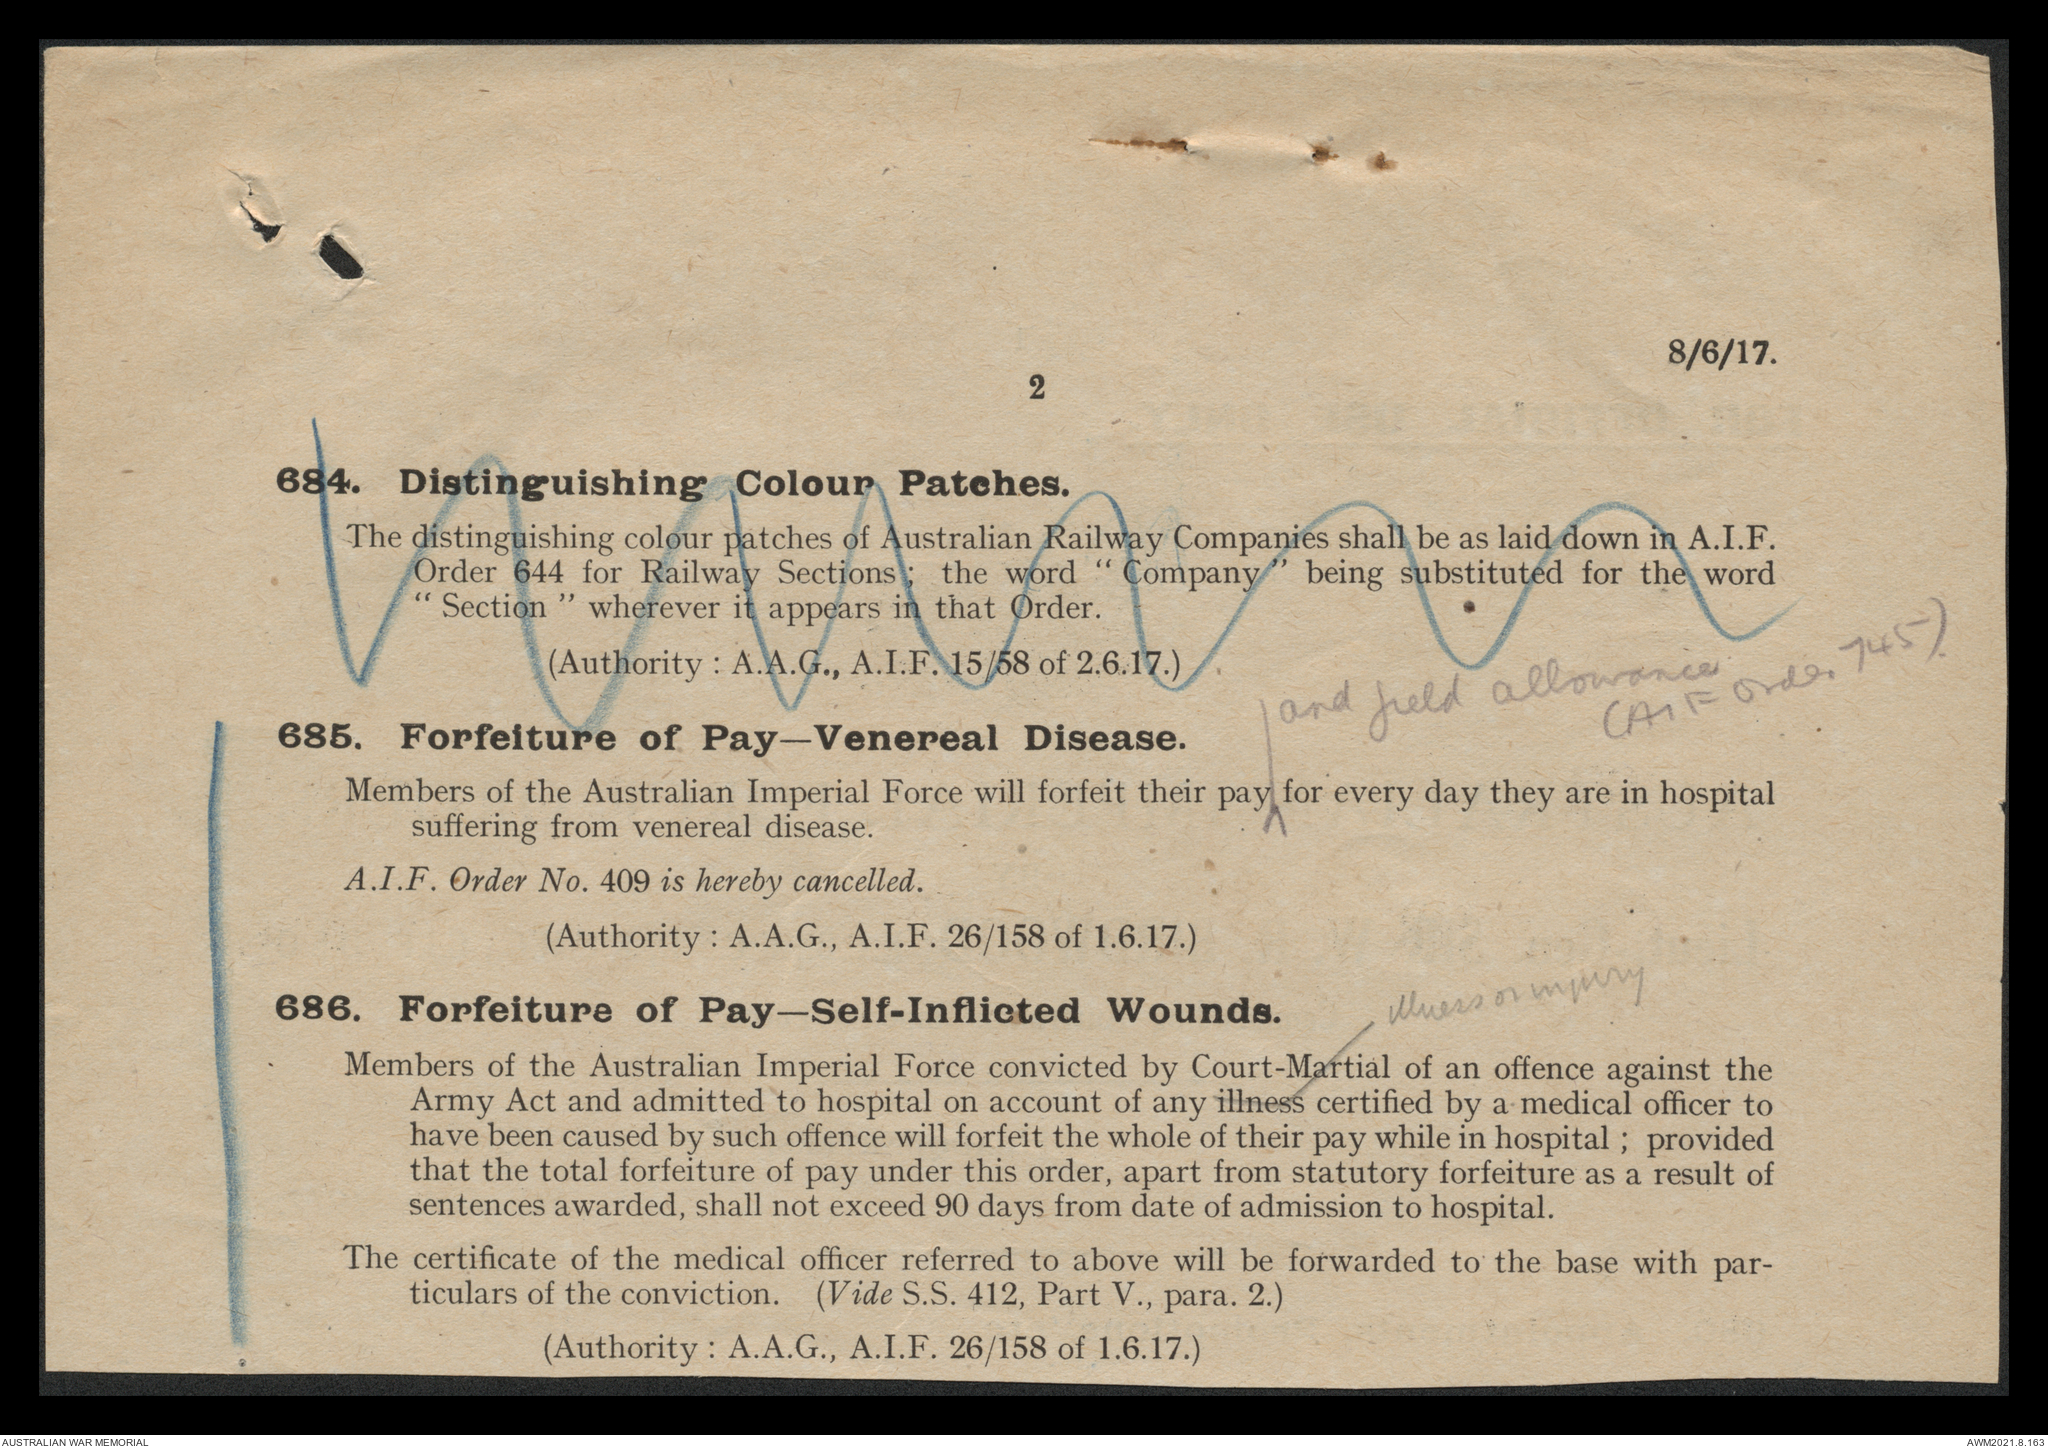 8/6/17.
2
684. Distinguishing Colour Patches.
The distinguishing colour patches of Australian Railway Companies shall be as laid down in A.I.F.
Order 644 for Railway Sections ; the word “ Company ” being substituted for the word
“ Section ” wherever it appears in that Order.
(Authority : A.A.G., A.I.F. 15/58 of 2.6.17.)
and field allowance
(AIF order 745).
685. Forfeiture of Pay—Venereal Disease.
Members of the Australian Imperial Force will forfeit their pay for every day they are in hospital
suffering from venereal disease.
A.I.F. Order No. 409 is hereby cancelled.
(Authority : A.A.G., A.I.F. 26/158 of 1.6.17.)
illness or injury
686. Forfeiture of Pay—Self-Inflicted Wounds.
Members of the Australian Imperial Force convicted by Court-Martial of an offence against the
Army Act and admitted to hospital on account of any illness certified by a medical officer to
have been caused by such offence will forfeit the whole of their pay while in hospital ; provided
that the total forfeiture of pay under this order, apart from statutory forfeiture as a result of
sentences awarded, shall not exceed 90 days from date of admission to hospital.
The certificate of the medical officer referred to above will be forwarded to the base with par-
ticulars of the conviction. (Vide S.S. 412, Part V., para. 2.)
(Authority : A.A.G., A.I.F. 26/158 of 1.6.17.)
AUSTRALIAN WAR MEMORIAL
AWM2021.8.163